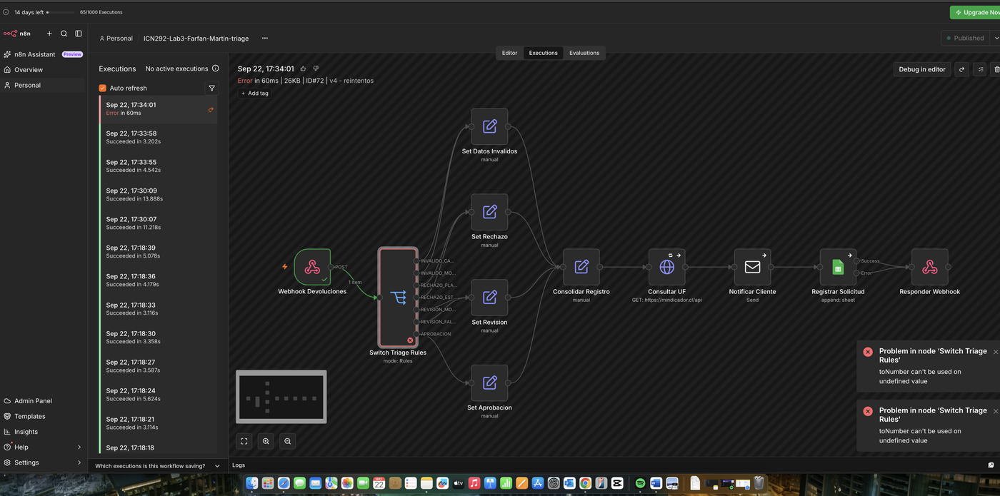 14 days left
65/1000 Executions
Upgrade Now
n8n
Personal / ICN292-Lab3-Farfan-Martin-triage
Published
n8n Assistant Preview
Overview
Personal
Editor Executions Evaluations
Executions
No active executions
Auto refresh
Sep 22, 17:34:01
Error in 60ms
Sep 22, 17:33:58
Succeeded in 3.202s
Sep 22, 17:33:55
Succeeded in 4.542s
Sep 22, 17:30:09
Succeeded in 13.888s
Sep 22, 17:30:07
Succeeded in 11.218s
Sep 22, 17:18:39
Succeeded in 5.078s
Sep 22, 17:18:36
Succeeded in 4.179s
Sep 22, 17:18:33
Succeeded in 3.116s
Sep 22, 17:18:30
Succeeded in 3.358s
Sep 22, 17:18:27
Succeeded in 3.587s
Sep 22, 17:18:24
Succeeded in 5.624s
Sep 22, 17:18:21
Succeeded in 3.114s
Sep 22, 17:18:18
Which executions is this workflow saving?
Admin Panel
Templates
Insights
Help
Settings
Sep 22, 17:34:01
Error in 60ms | 26KB | ID#72 | v4 - reintentos
+ Add tag
Debug in editor
Set Datos Invalidos
manual
Set Rechazo
manual
POST
1 item
Webhook Devoluciones
INVALIDO_CA...
INVALIDO_MO...
RECHAZO_PLA...
RECHAZO_EST...
REVISION_MO...
REVISION_FAL...
APROBACION
Switch Triage Rules
mode: Rules
Set Revision
manual
Set Aprobacion
manual
Consolidar Registro
manual
Consultar UF
GET: https://mindicador.cl/api
Notificar Cliente
Send
Registrar Solicitud
append: sheet
Success
Error
Responder Webhook
Problem in node ‘Switch Triage
Rules‘
toNumber can't be used on
undefined value
Problem in node ‘Switch Triage
Rules‘
toNumber can't be used on
undefined value
Logs
22
tv